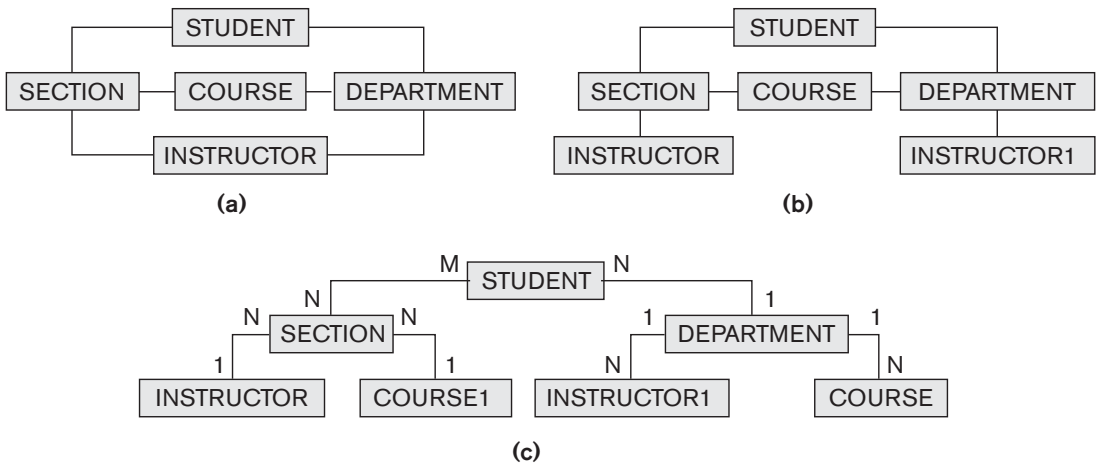 STUDENT
SECTION COURSE DEPARTMENT
INSTRUCTOR
(a)
STUDENT
SECTION COURSE DEPARTMENT
INSTRUCTOR INSTRUCTOR1
(b)
M STUDENT N
N 1
N SECTION N 1 DEPARTMENT 1
1 1 N N
INSTRUCTOR COURSE1 INSTRUCTOR1 COURSE
(c)